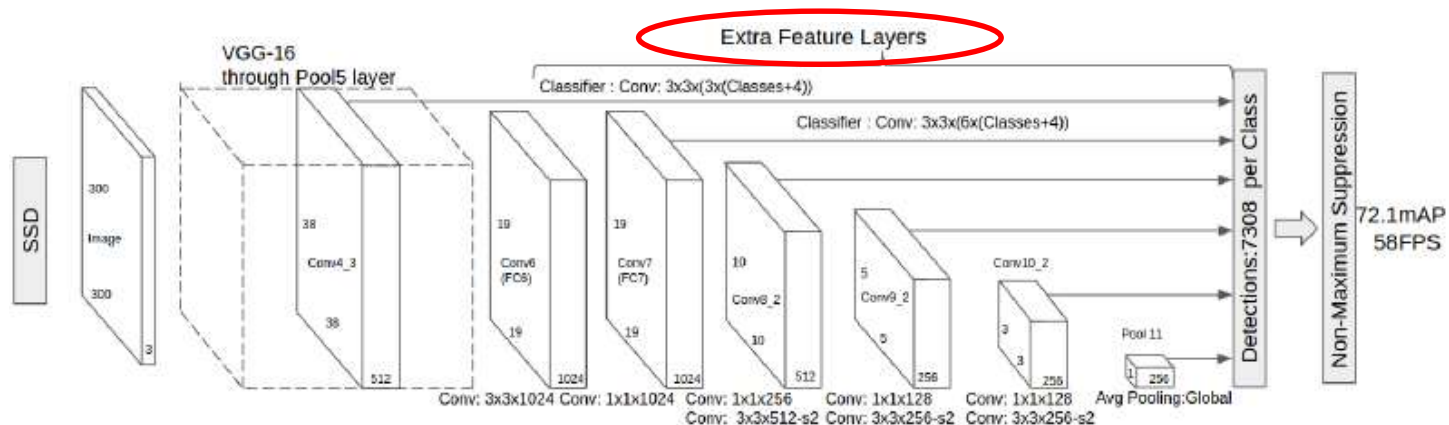 Extra Feature Layers
VGG-16
through Pool5 layer
Classifier : Conv: 3x3x(3x(Classes+4))
Classifier : Conv: 3x3x(6x(Classes+4))
SSD
300
Image
300
3
38
Conv4_3
38
512
19
Conv6
(FC6)
19
1024
19
Conv7
(FC7)
19
1024
10
Conv8_2
10
512
5
Conv9_2
5
256
Conv10_2
3
3
256
Pool 11
1
256
Conv: 3x3x1024
Conv: 1x1x1024
Conv: 1x1x256
Conv: 3x3x512-s2
Conv: 1x1x128
Conv: 3x3x256-s2
Conv: 1x1x128
Conv: 3x3x256-s2
Avg Pooling:Global
Detections:7308 per Class
Non-Maximum Suppression
72.1mAP
58FPS